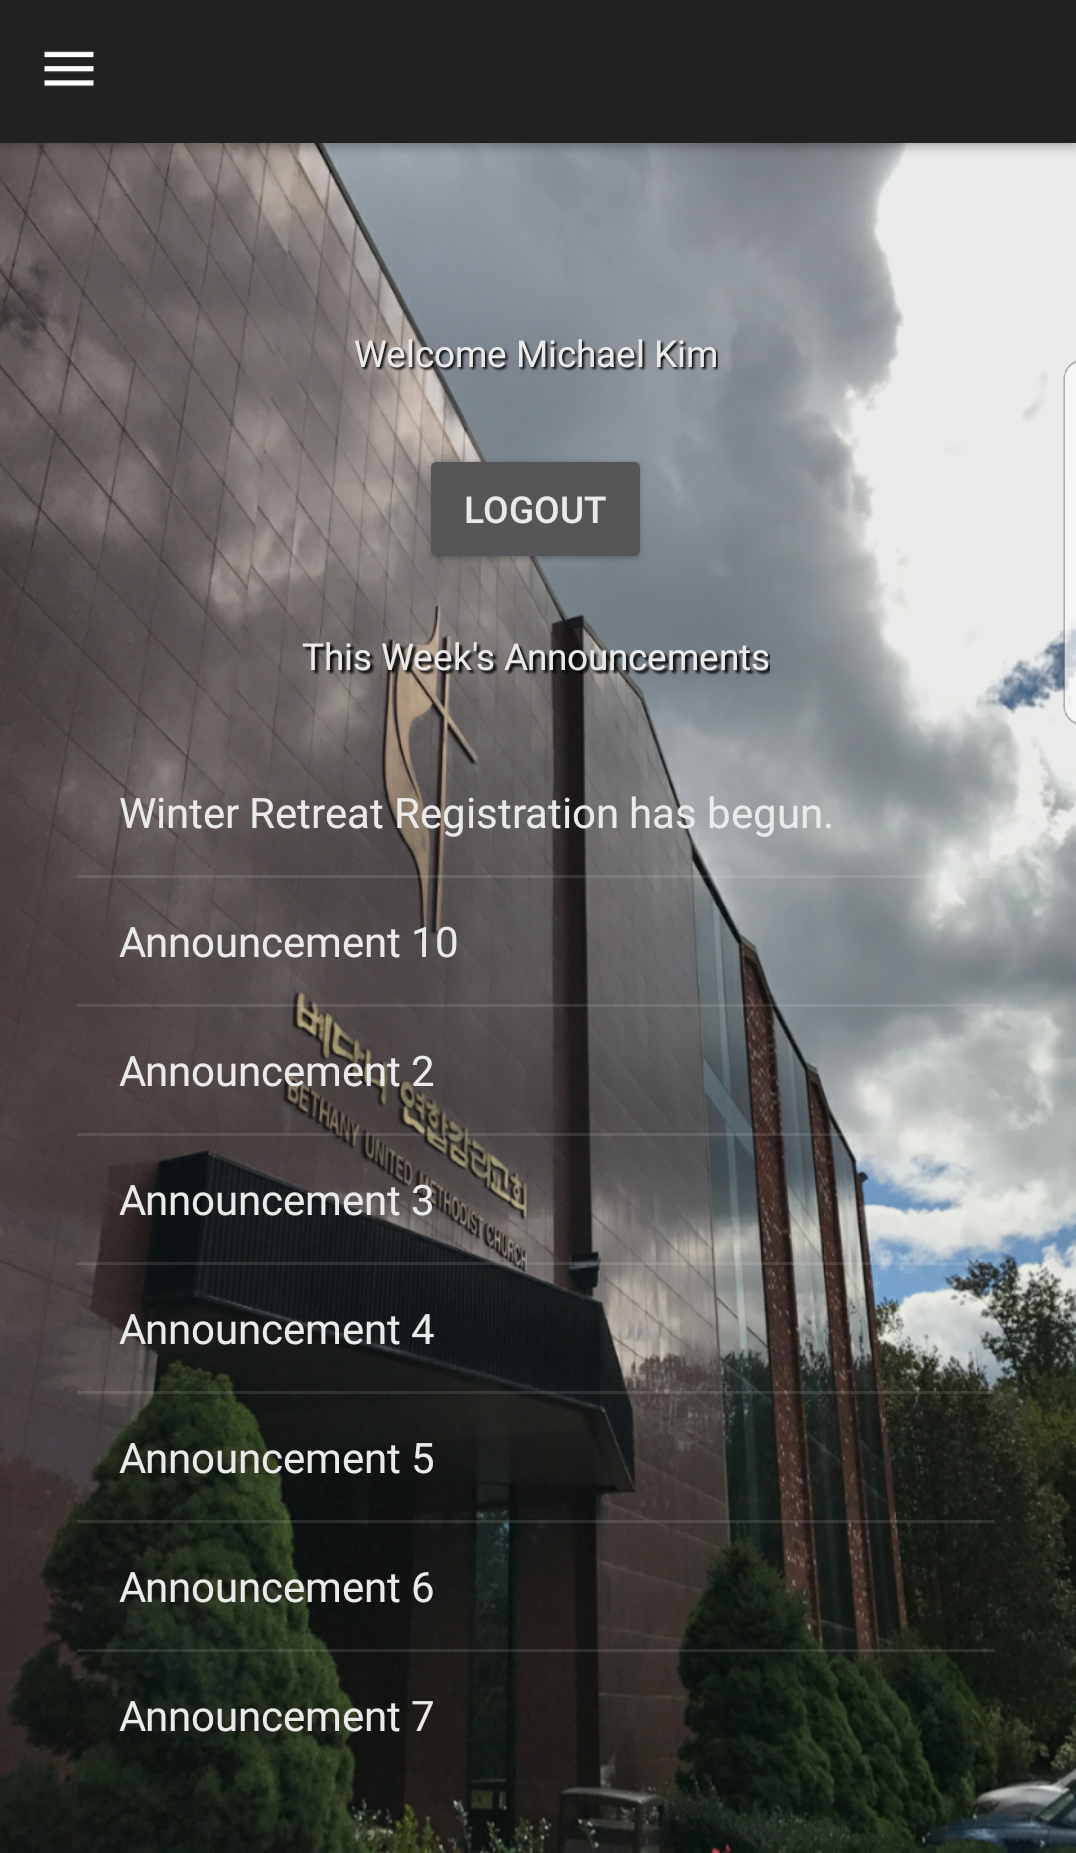 Welcome Michael Kim
LOGOUT
This Week's Announcements
Winter Retreat Registration has begun.
Announcement 10
베다니 연합감리교회
Announcement 2
BETHANY UNITED METHODIST CHURCH
Announcement 3
Announcement 4
Announcement 5
Announcement 6
Announcement 7